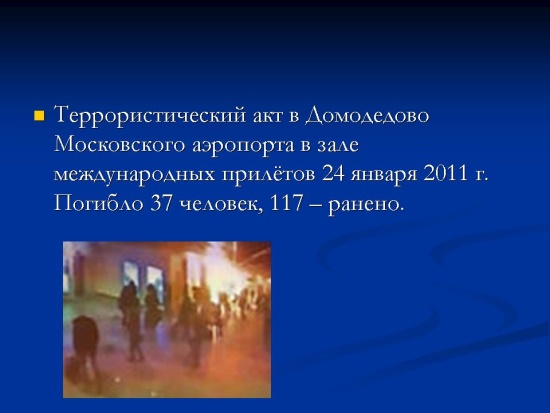 Террористический акт в Домодедово
Московского аэропорта в зале
международных прилётов 24 января 2011 г.
Погибло 37 человек, 117 – ранено.